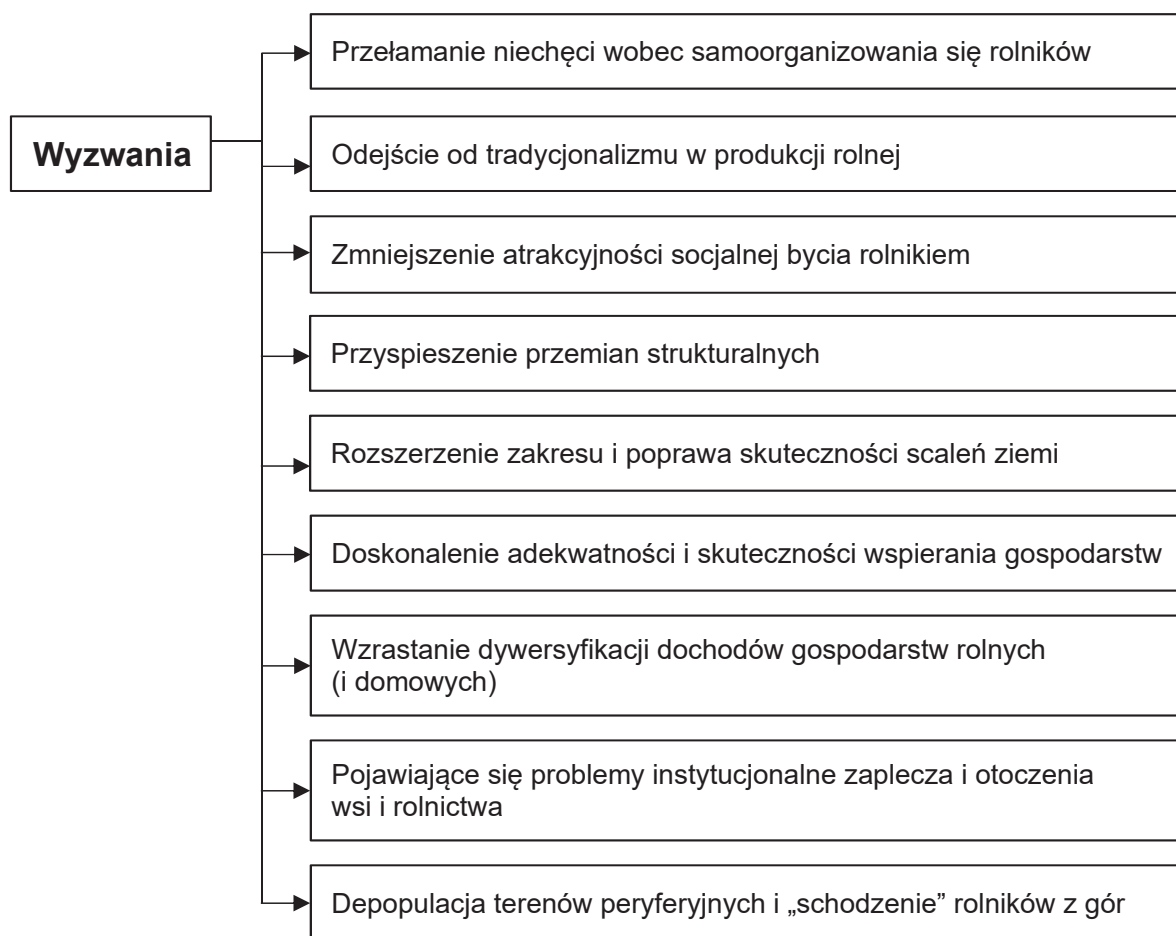 Wyzwania
Przełamanie niechęci wobec samoorganizowania się rolników
Odejście od tradycjonalizmu w produkcji rolnej
Zmniejszenie atrakcyjności socjalnej bycia rolnikiem
Przyspieszenie przemian strukturalnych
Rozszerzenie zakresu i poprawa skuteczności scaleń ziemi
Doskonalenie adekwatności i skuteczności wspierania gospodarstw
Wzrastanie dywersyfikacji dochodów gospodarstw rolnych
(i domowych)
Pojawiające się problemy instytucjonalne zaplecza i otoczenia
wsi i rolnictwa
Depopulacja terenów peryferyjnych i „schodzenie” rolników z gór